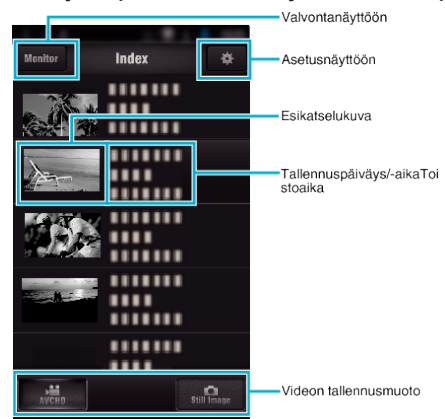 Valvontanäyttöön
Monitor
Index
Asetusnäyttöön
Esikatselukuva
Tallennuspäiväys/-aikaToi
stoaika
AVCHD
Still Image
Videon tallennusmuoto